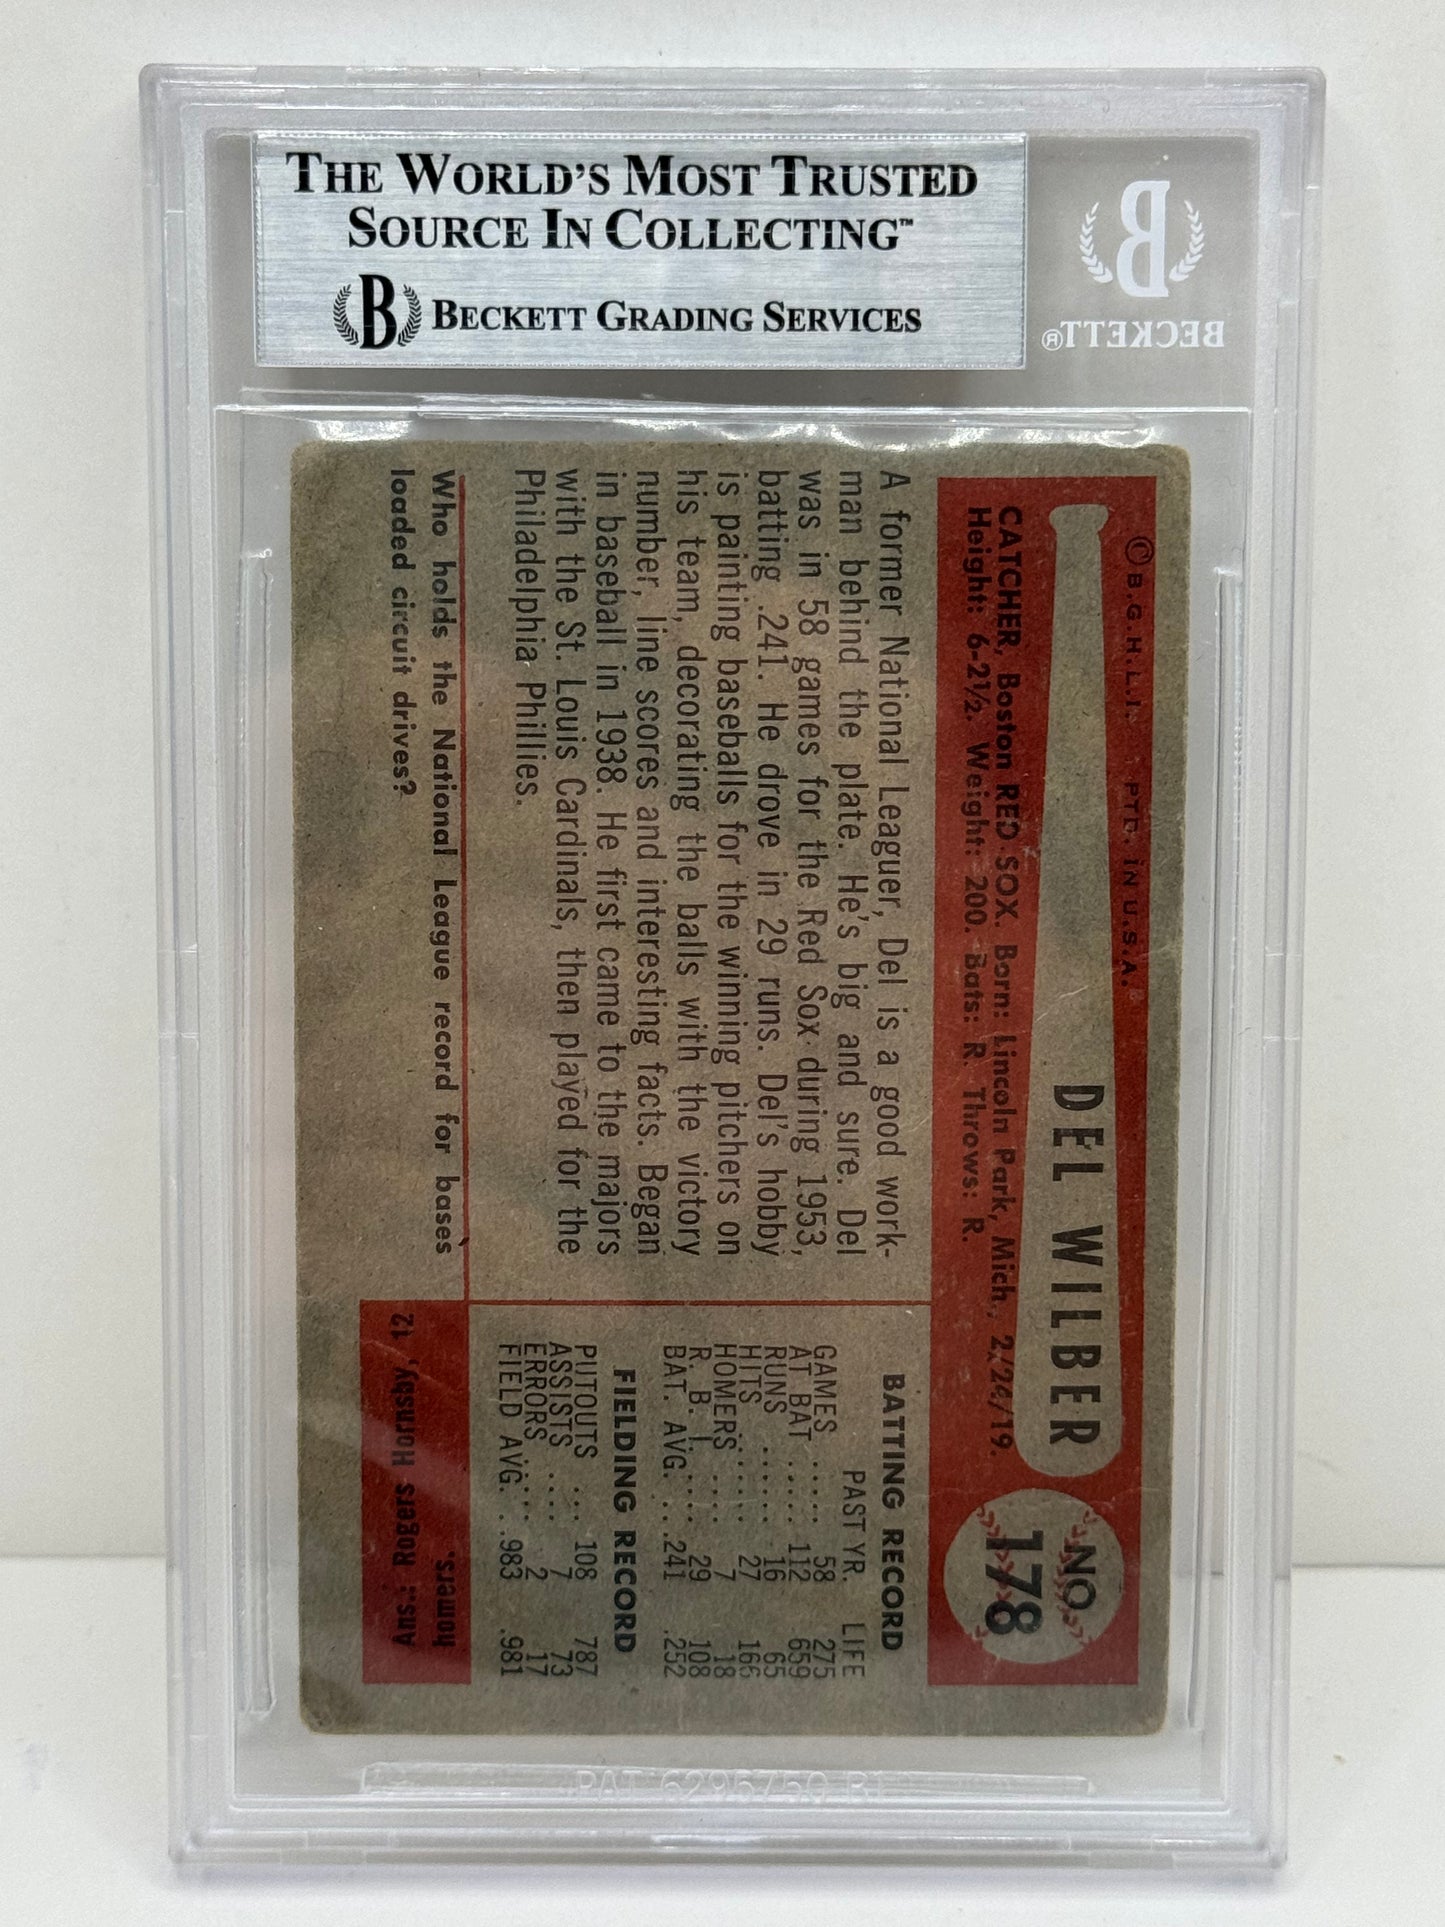 THE WORLD'S MOST TRUSTED
SOURCE IN COLLECTING™
B BECKETT GRADING SERVICES
B
BECKETT®
© B.G.H.L.I. PTD. IN U.S.A.
DEL WILBER
NO.
178
CATCHER, Boston RED SOX. Born: Lincoln Park, Mich., 2/24/19.
Height: 6-2½. Weight: 200. Bats: R. Throws: R.
A former National Leaguer, Del is a good work-
man behind the plate. He's big and sure. Del
was in 58 games for the Red Sox during 1953,
batting .241. He drove in 29 runs. Del's hobby
is painting baseballs for the winning pitchers on
his team, decorating the balls with the victory
number, line scores and interesting facts. Began
in baseball in 1938. He first came to the majors
with the St. Louis Cardinals, then played for the
Philadelphia Phillies.
BATTING RECORD
PAST YR. LIFE
GAMES ..... 58 275
AT BAT ..... 112 659
RUNS ...... 16 65
HITS ...... 27 166
HOMERS .... 7 18
R. B. I. .... 29 108
BAT. AVG. ...241 .252
FIELDING RECORD
PUTOUTS ... 108 787
ASSISTS .... 7 73
ERRORS .... 2 17
FIELD AVG. ..983 .981
Who holds the National League record for bases
loaded circuit drives?
homers.
Ans.: Rogers Hornsby, 12
PAT 6295750 B1